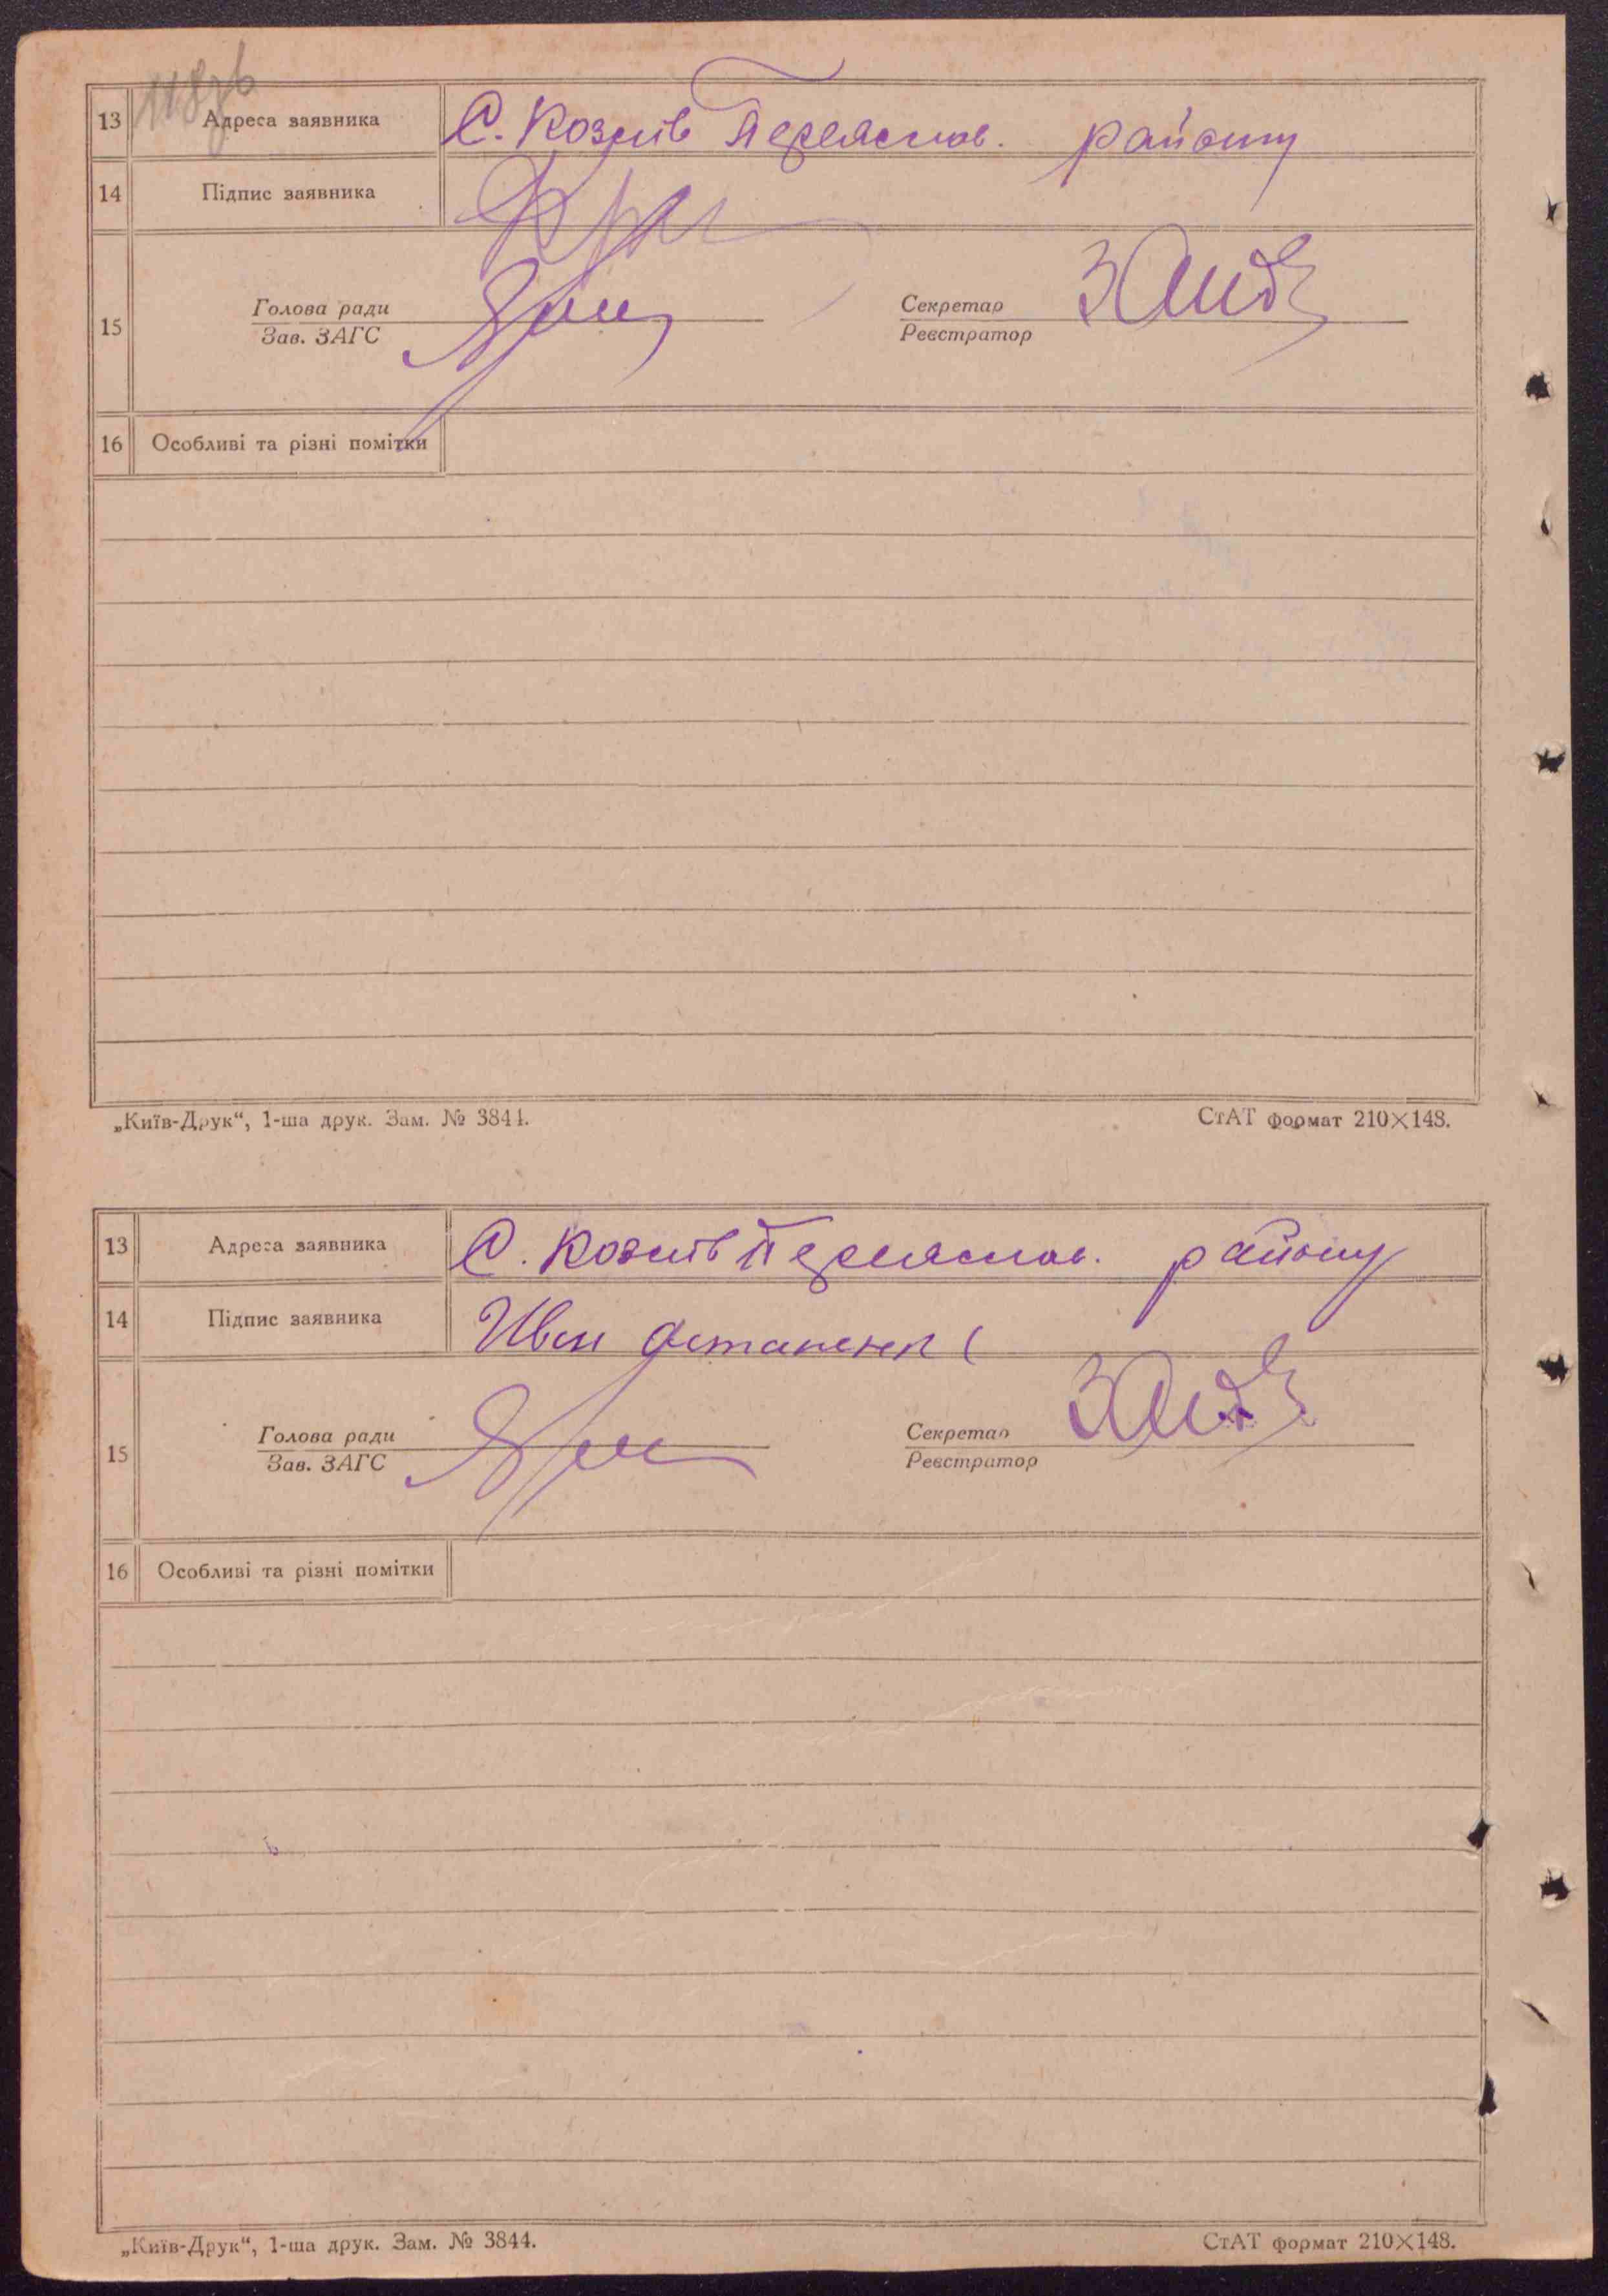 118зв
13 Адреса заявника С. Козлів Переяслов. району
14 Підпис заявника
15 Голова ради Секретар
Зав. ЗАГС Реєстратор
16 Особливі та різні помітки
„Київ-Друк“, 1-ша друк. Зам. № 3844. СтАТ формат 210×148.
13 Адреса заявника С. Козлів Переяслов. району
14 Підпис заявника Иван Остапенк
15 Голова ради Секретар
Зав. ЗАГС Реєстратор
16 Особливі та різні помітки
„Київ-Друк“, 1-ша друк. Зам. № 3844. СтАТ формат 210×148.